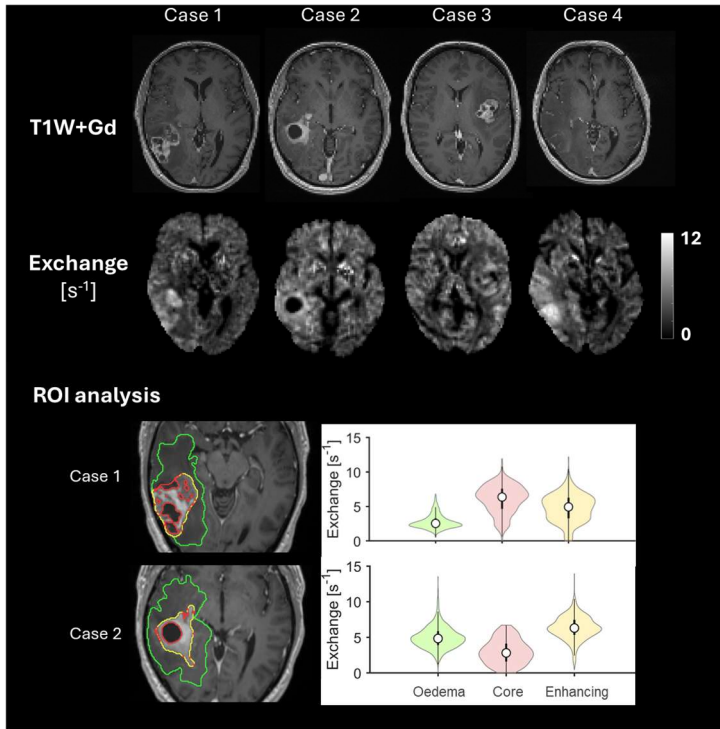 Case 1 Case 2 Case 3 Case 4
T1W+Gd
Exchange
[s⁻¹]
12
0
ROI analysis
Case 1
Exchange [s⁻¹]
15
10
5
0
Case 2
Exchange [s⁻¹]
15
10
5
0
Oedema Core Enhancing